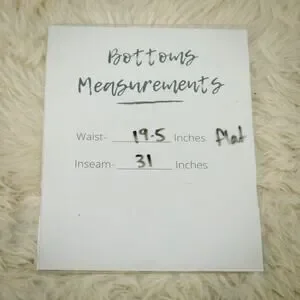 Bottoms
Measurements
Waist- 19.5 Inches flat
Inseam- 31 Inches